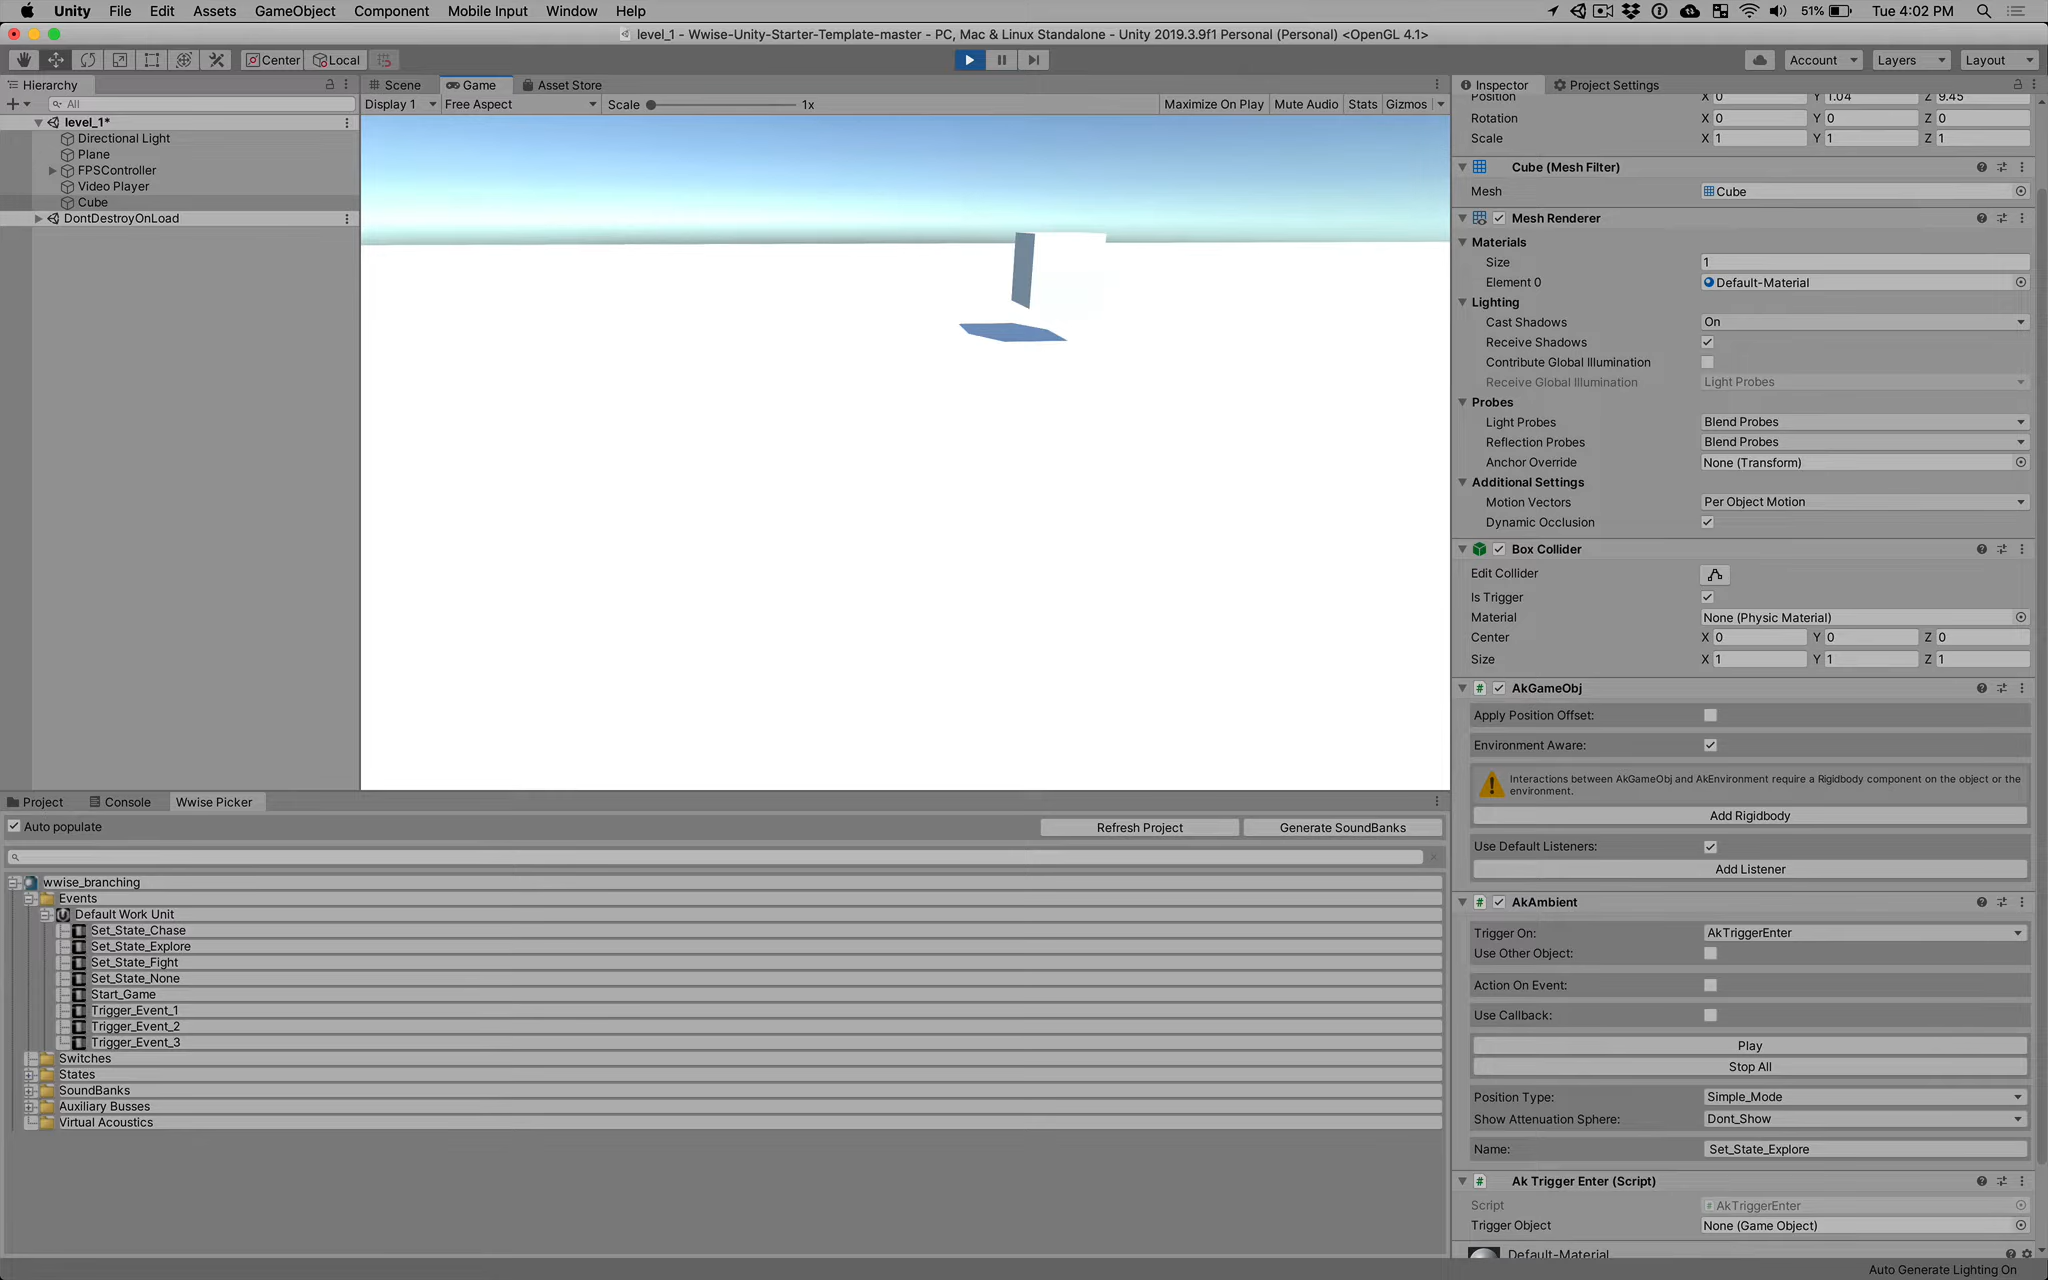 Unity File Edit Assets GameObject Component Mobile Input Window Help 51% Tue 4:02 PM
level_1 - Wwise-Unity-Starter-Template-master - PC, Mac & Linux Standalone - Unity 2019.3.9f1 Personal (Personal) <OpenGL 4.1>
Center Local Account Layers Layout
Hierarchy Scene Game Asset Store Inspector Project Settings
All Display 1 Free Aspect Scale 1x Maximize On Play Mute Audio Stats Gizmos
level_1*
Directional Light
Plane
FPSController
Video Player
Cube
DontDestroyOnLoad
Position X 0 Y 1.04 Z 9.45
Rotation X 0 Y 0 Z 0
Scale X 1 Y 1 Z 1
Cube (Mesh Filter)
Mesh Cube
Mesh Renderer
Materials
Size 1
Element 0 Default-Material
Lighting
Cast Shadows On
Receive Shadows
Contribute Global Illumination
Receive Global Illumination Light Probes
Probes
Light Probes Blend Probes
Reflection Probes Blend Probes
Anchor Override None (Transform)
Additional Settings
Motion Vectors Per Object Motion
Dynamic Occlusion
Box Collider
Edit Collider
Is Trigger
Material None (Physic Material)
Center X 0 Y 0 Z 0
Size X 1 Y 1 Z 1
AkGameObj
Apply Position Offset:
Environment Aware:
Interactions between AkGameObj and AkEnvironment require a Rigidbody component on the object or the
environment.
Add Rigidbody
Use Default Listeners:
Add Listener
AkAmbient
Trigger On: AkTriggerEnter
Use Other Object:
Action On Event:
Use Callback:
Play
Stop All
Position Type: Simple_Mode
Show Attenuation Sphere: Dont_Show
Name: Set_State_Explore
Ak Trigger Enter (Script)
Script AkTriggerEnter
Trigger Object None (Game Object)
Default-Material
Auto Generate Lighting On
Project Console Wwise Picker
Auto populate Refresh Project Generate SoundBanks
wwise_branching
Events
Default Work Unit
Set_State_Chase
Set_State_Explore
Set_State_Fight
Set_State_None
Start_Game
Trigger_Event_1
Trigger_Event_2
Trigger_Event_3
Switches
States
SoundBanks
Auxiliary Busses
Virtual Acoustics